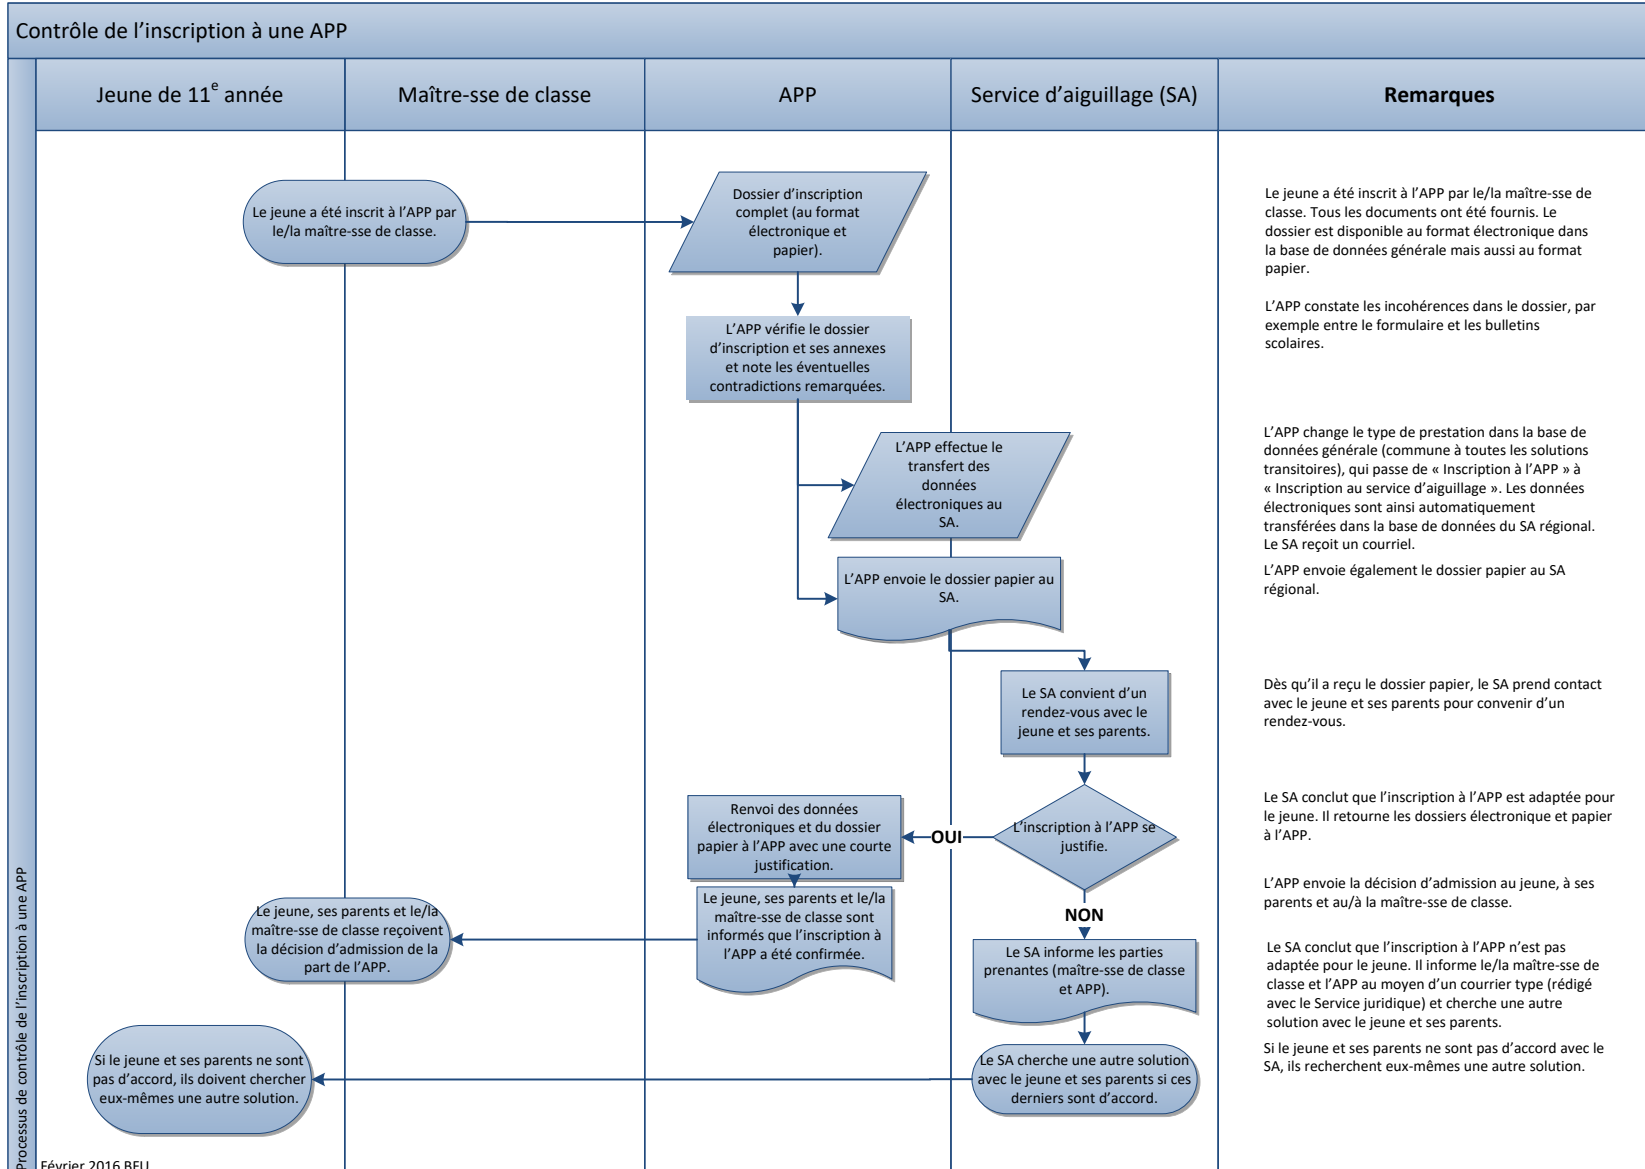 Contrôle de l’inscription à une APP
Jeune de 11e année
Maître-sse de classe
APP
Service d’aiguillage (SA)
Remarques
Le jeune a été inscrit à l’APP par
le/la maître-sse de classe.
Dossier d’inscription
complet (au format
électronique et
papier).
Le jeune a été inscrit à l’APP par le/la maître-sse de
classe. Tous les documents ont été fournis. Le
dossier est disponible au format électronique dans
la base de données générale mais aussi au format
papier.
L’APP vérifie le dossier
d’inscription et ses annexes
et note les éventuelles
contradictions remarquées.
L’APP constate les incohérences dans le dossier, par
exemple entre le formulaire et les bulletins
scolaires.
L’APP effectue le
transfert des
données
électroniques au
SA.
L’APP change le type de prestation dans la base de
données générale (commune à toutes les solutions
transitoires), qui passe de « Inscription à l’APP » à
« Inscription au service d’aiguillage ». Les données
électroniques sont ainsi automatiquement
transférées dans la base de données du SA régional.
Le SA reçoit un courriel.
L’APP envoie le dossier papier au
SA.
L’APP envoie également le dossier papier au SA
régional.
Le SA convient d’un
rendez-vous avec le
jeune et ses parents.
Dès qu’il a reçu le dossier papier, le SA prend contact
avec le jeune et ses parents pour convenir d’un
rendez-vous.
L’inscription à l’APP se
justifie.
OUI
Renvoi des données
électroniques et du dossier
papier à l’APP avec une courte
justification.
Le SA conclut que l’inscription à l’APP est adaptée pour
le jeune. Il retourne les dossiers électronique et papier
à l’APP.
Le jeune, ses parents et le/la
maître-sse de classe sont
informés que l’inscription à
l’APP a été confirmée.
Le jeune, ses parents et le/la
maître-sse de classe reçoivent
la décision d’admission de la
part de l’APP.
L’APP envoie la décision d’admission au jeune, à ses
parents et au/à la maître-sse de classe.
NON
Le SA informe les parties
prenantes (maître-sse de classe
et APP).
Le SA conclut que l’inscription à l’APP n’est pas
adaptée pour le jeune. Il informe le/la maître-sse de
classe et l’APP au moyen d’un courrier type (rédigé
avec le Service juridique) et cherche une autre
solution avec le jeune et ses parents.
Le SA cherche une autre solution
avec le jeune et ses parents si ces
derniers sont d’accord.
Si le jeune et ses parents ne sont
pas d’accord, ils doivent chercher
eux-mêmes une autre solution.
Si le jeune et ses parents ne sont pas d’accord avec le
SA, ils recherchent eux-mêmes une autre solution.
Processus de contrôle de l’inscription à une APP
Février 2016 BFU